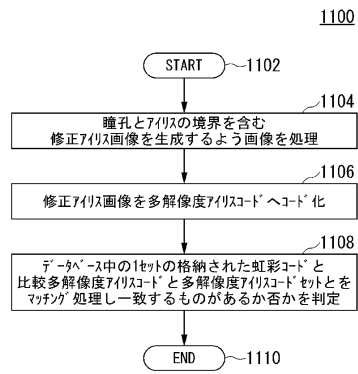 1100
START
1102
1104
瞳孔とｱｲﾘｽの境界を含む
修正ｱｲﾘｽ画像を生成するよう画像を処理
1106
修正ｱｲﾘｽ画像を多解像度ｱｲﾘｽｺｰﾄﾞへｺｰﾄﾞ化
1108
ﾃﾞｰﾀﾍﾞｰｽ中の1ｾｯﾄの格納された虹彩ｺｰﾄﾞと
比較多解像度ｱｲﾘｽｺｰﾄﾞと多解像度ｱｲﾘｽｺｰﾄﾞｾｯﾄとを
ﾏｯﾁﾝｸﾞ処理し一致するものがあるか否かを判定
END
1110